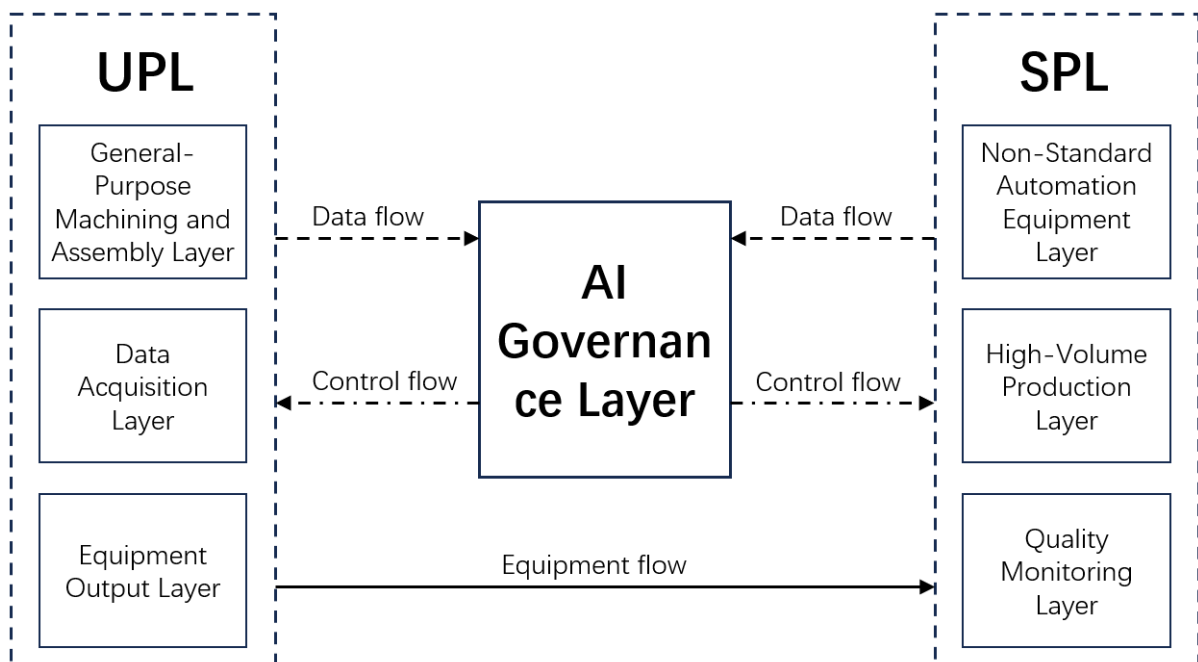 UPL
General-
Purpose
Machining and
Assembly Layer
Data
Acquisition
Layer
Equipment
Output Layer
Data flow
Control flow
AI
Governan
ce Layer
Data flow
Control flow
Equipment flow
SPL
Non-Standard
Automation
Equipment
Layer
High-Volume
Production
Layer
Quality
Monitoring
Layer